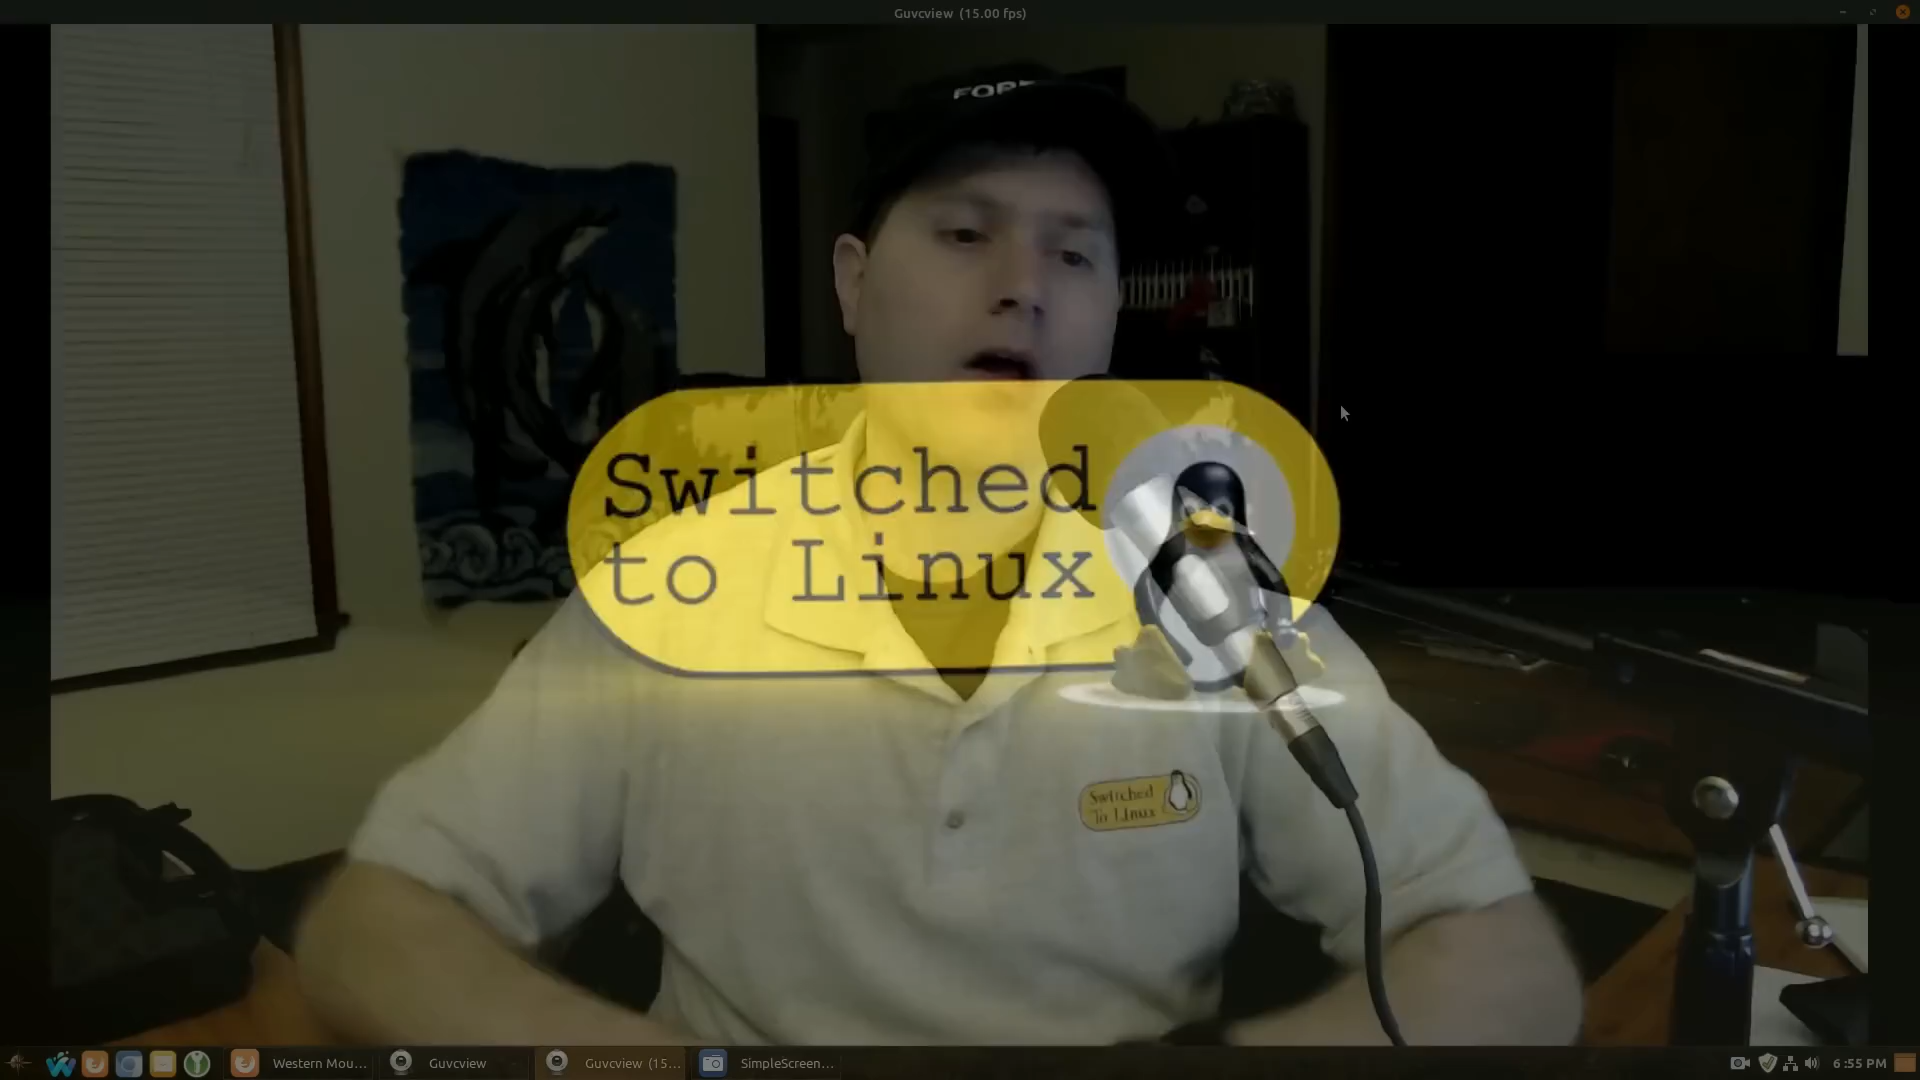 Guvcview (15.00 fps)
Switched
to Linux
Switched
To Linux
Western Mou...
Guvcview
Guvcview (15...
SimpleScreen...
6:55 PM